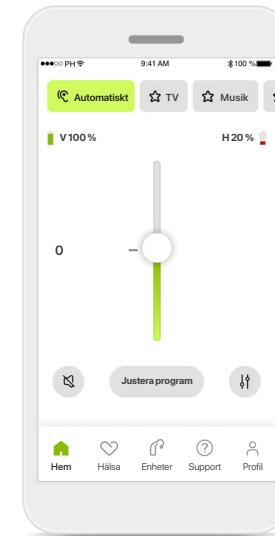 ●●●○○ PH 9:41 AM 100 %
Automatiskt TV Musik
V 100 % H 20 %
0
Justera program
Hem Hälsa Enheter Support Profil